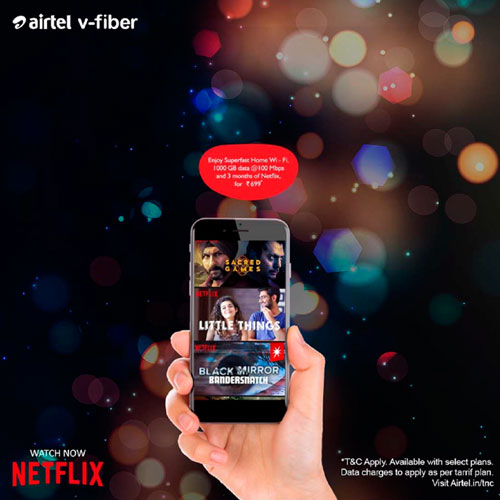 airtel v-fiber
Enjoy Superfast Home Wi - Fi,
1000 GB data @100 Mbps
and 3 months of Netflix,
for ₹699*
SACRED
GAMES
NETFLIX
LITTLE THINGS
NETFLIX
BLACK MIRROR
BANDERSNATCH
WATCH NOW
NETFLIX
*T&C Apply. Available with select plans.
Data charges to apply as per tarrif plan.
Visit Airtel.in/tnc